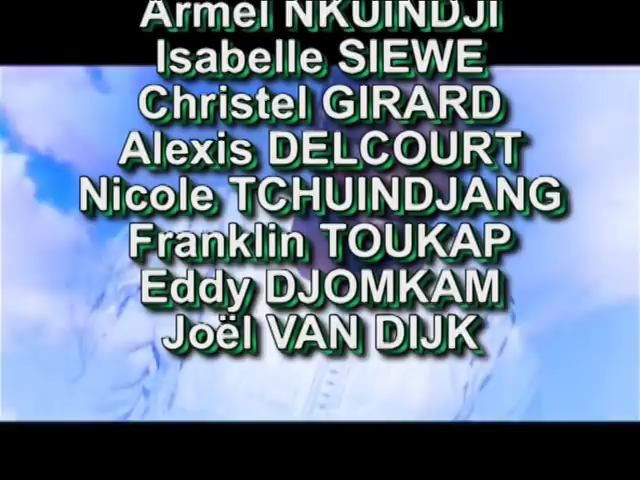 Armel NKUINDJI
Isabelle SIEWE
Christel GIRARD
Alexis DELCOURT
Nicole TCHUINDJANG
Franklin TOUKAP
Eddy DJOMKAM
Joël VAN DIJK